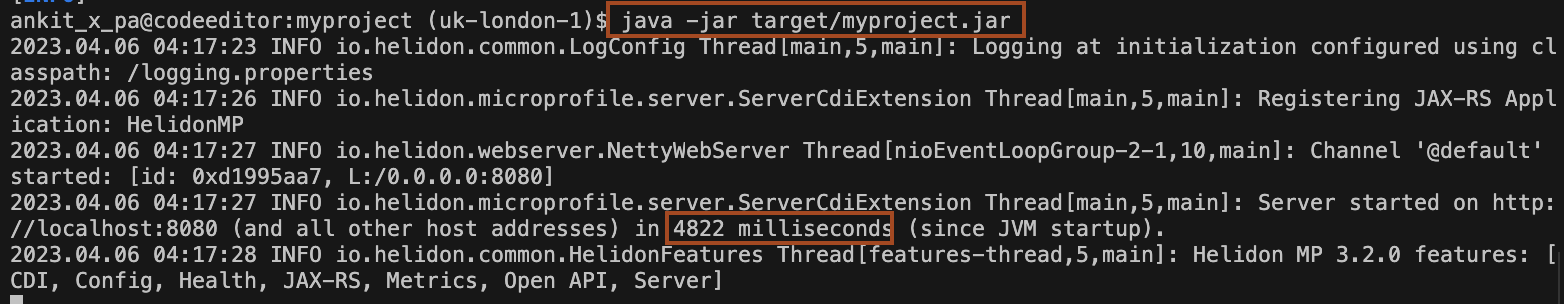 ankit_x_pa@codeeditor:myproject (uk-london-1)$ java -jar target/myproject.jar
2023.04.06 04:17:23 INFO io.helidon.common.LogConfig Thread[main,5,main]: Logging at initialization configured using cl
asspath: /logging.properties
2023.04.06 04:17:26 INFO io.helidon.microprofile.server.ServerCdiExtension Thread[main,5,main]: Registering JAX-RS Appl
ication: HelidonMP
2023.04.06 04:17:27 INFO io.helidon.webserver.NettyWebServer Thread[nioEventLoopGroup-2-1,10,main]: Channel '@default'
started: [id: 0xd1995aa7, L:/0.0.0.0:8080]
2023.04.06 04:17:27 INFO io.helidon.microprofile.server.ServerCdiExtension Thread[main,5,main]: Server started on http:
//localhost:8080 (and all other host addresses) in 4822 milliseconds (since JVM startup).
2023.04.06 04:17:28 INFO io.helidon.common.HelidonFeatures Thread[features-thread,5,main]: Helidon MP 3.2.0 features: [
CDI, Config, Health, JAX-RS, Metrics, Open API, Server]